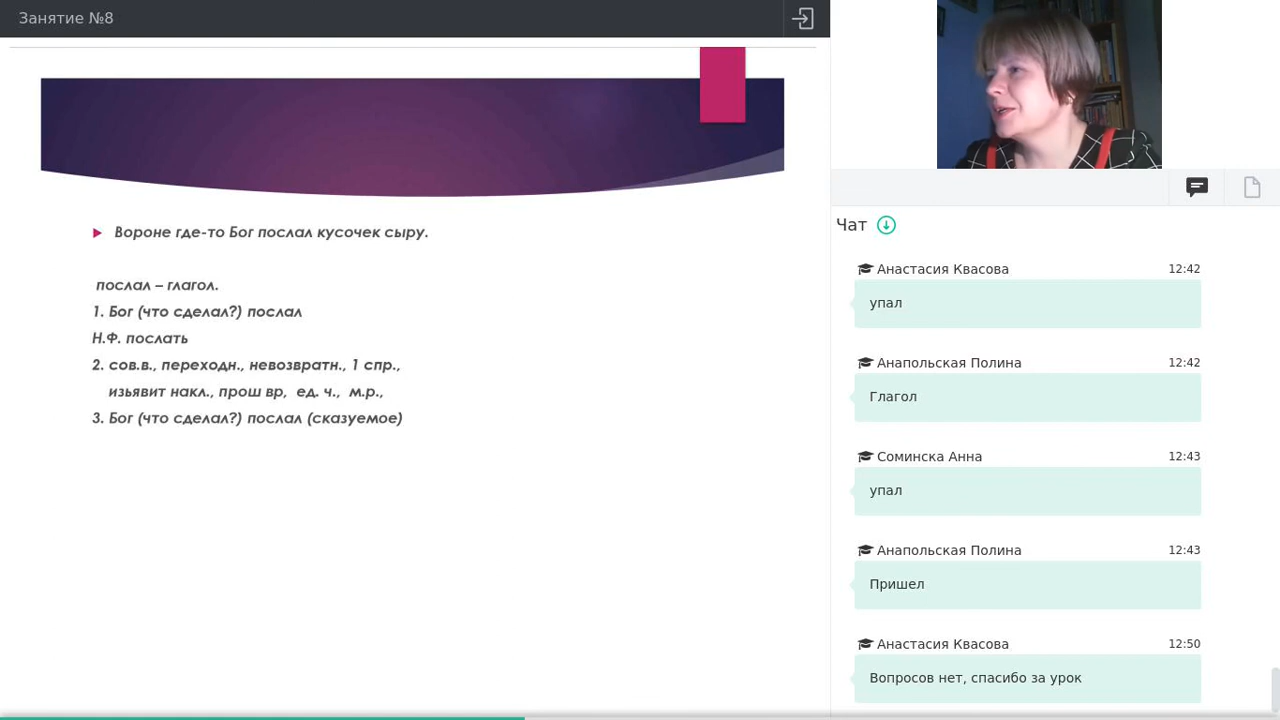 Занятие №8
Вороне где-то Бог послал кусочек сыру.
послал – глагол.
1. Бог (что сделал?) послал
Н.Ф. послать
2. сов.в., переходн., невозвратн., 1 спр.,
изьявит накл., прош вр, ед. ч., м.р.,
3. Бог (что сделал?) послал (сказуемое)
Чат
Анастасия Квасова 12:42
упал
Анапольская Полина 12:42
Глагол
Соминска Анна 12:43
упал
Анапольская Полина 12:43
Пришел
Анастасия Квасова 12:50
Вопросов нет, спасибо за урок